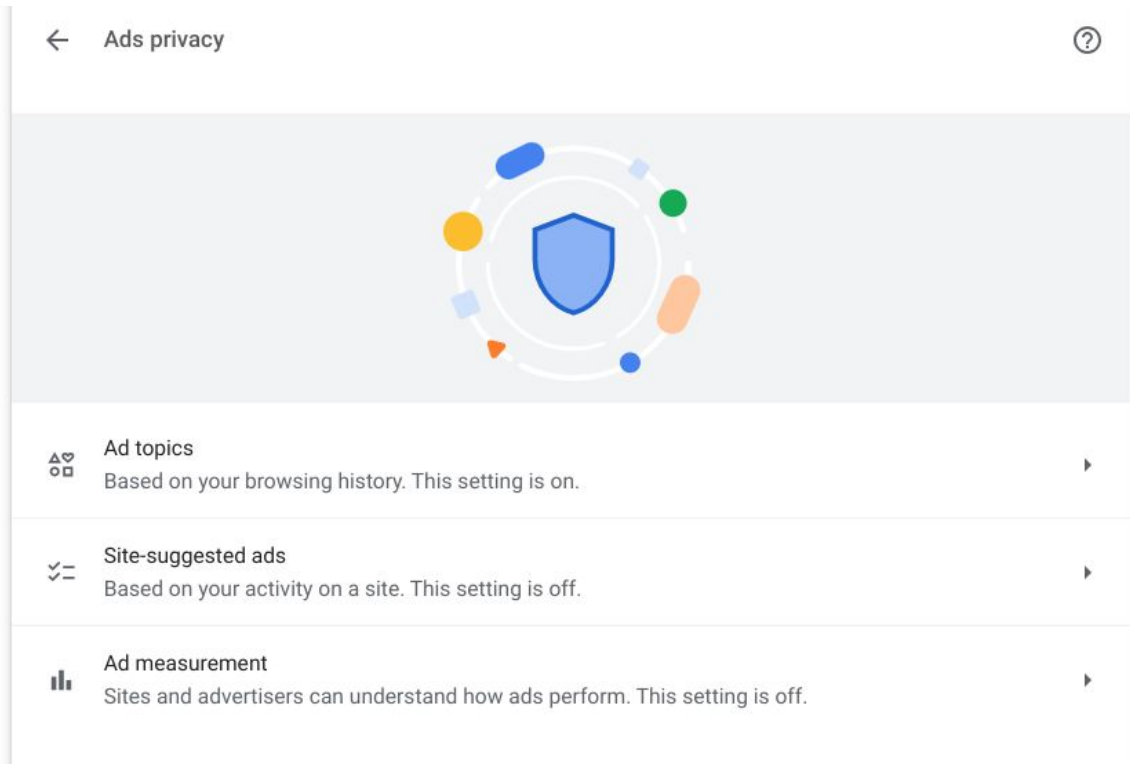 Ads privacy
Ad topics
Based on your browsing history. This setting is on.
Site-suggested ads
Based on your activity on a site. This setting is off.
Ad measurement
Sites and advertisers can understand how ads perform. This setting is off.